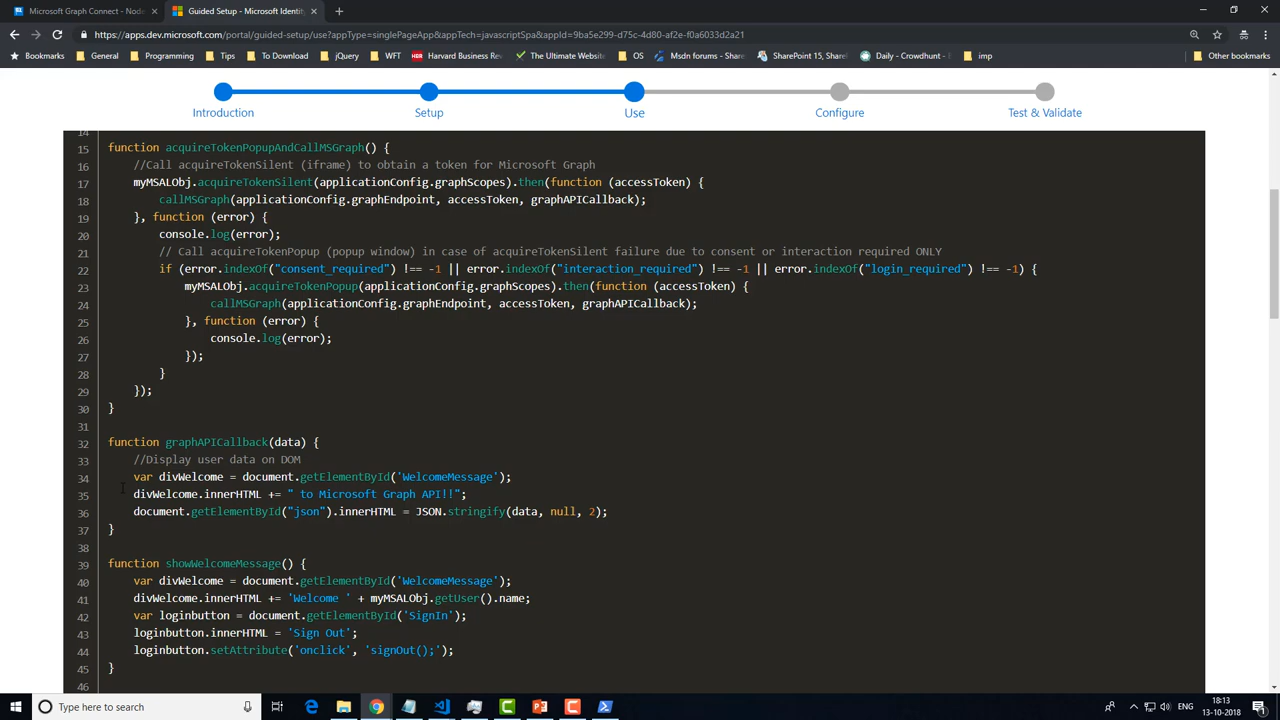 Microsoft Graph Connect - Node
Guided Setup - Microsoft Identity
https://apps.dev.microsoft.com/portal/guided-setup/use?appType=singlePageApp&appTech=javascriptSpa&appId=9ba5e299-d75c-4d80-af2e-f0a6033d2a21
Bookmarks General Programming Tips To Download jQuery WFT HBR Harvard Business Rev The Ultimate Website OS Msdn forums - Share SharePoint 15, Share Daily - Crowdhunt - imp Other bookmarks
Introduction Setup Use Configure Test & Validate
14
15 function acquireTokenPopupAndCallMSGraph() {
16 //Call acquireTokenSilent (iframe) to obtain a token for Microsoft Graph
17 myMSALObj.acquireTokenSilent(applicationConfig.graphScopes).then(function (accessToken) {
18 callMSGraph(applicationConfig.graphEndpoint, accessToken, graphAPICallback);
19 }, function (error) {
20 console.log(error);
21 // Call acquireTokenPopup (popup window) in case of acquireTokenSilent failure due to consent or interaction required ONLY
22 if (error.indexOf("consent_required") !== -1 || error.indexOf("interaction_required") !== -1 || error.indexOf("login_required") !== -1) {
23 myMSALObj.acquireTokenPopup(applicationConfig.graphScopes).then(function (accessToken) {
24 callMSGraph(applicationConfig.graphEndpoint, accessToken, graphAPICallback);
25 }, function (error) {
26 console.log(error);
27 });
28 }
29 });
30 }
31
32 function graphAPICallback(data) {
33 //Display user data on DOM
34 var divWelcome = document.getElementById('WelcomeMessage');
35 divWelcome.innerHTML += " to Microsoft Graph API!!";
36 document.getElementById("json").innerHTML = JSON.stringify(data, null, 2);
37 }
38
39 function showWelcomeMessage() {
40 var divWelcome = document.getElementById('WelcomeMessage');
41 divWelcome.innerHTML += 'Welcome ' + myMSALObj.getUser().name;
42 var loginbutton = document.getElementById('SignIn');
43 loginbutton.innerHTML = 'Sign Out';
44 loginbutton.setAttribute('onclick', 'signOut();');
45 }
46
Type here to search
ENG
18:13
13-10-2018